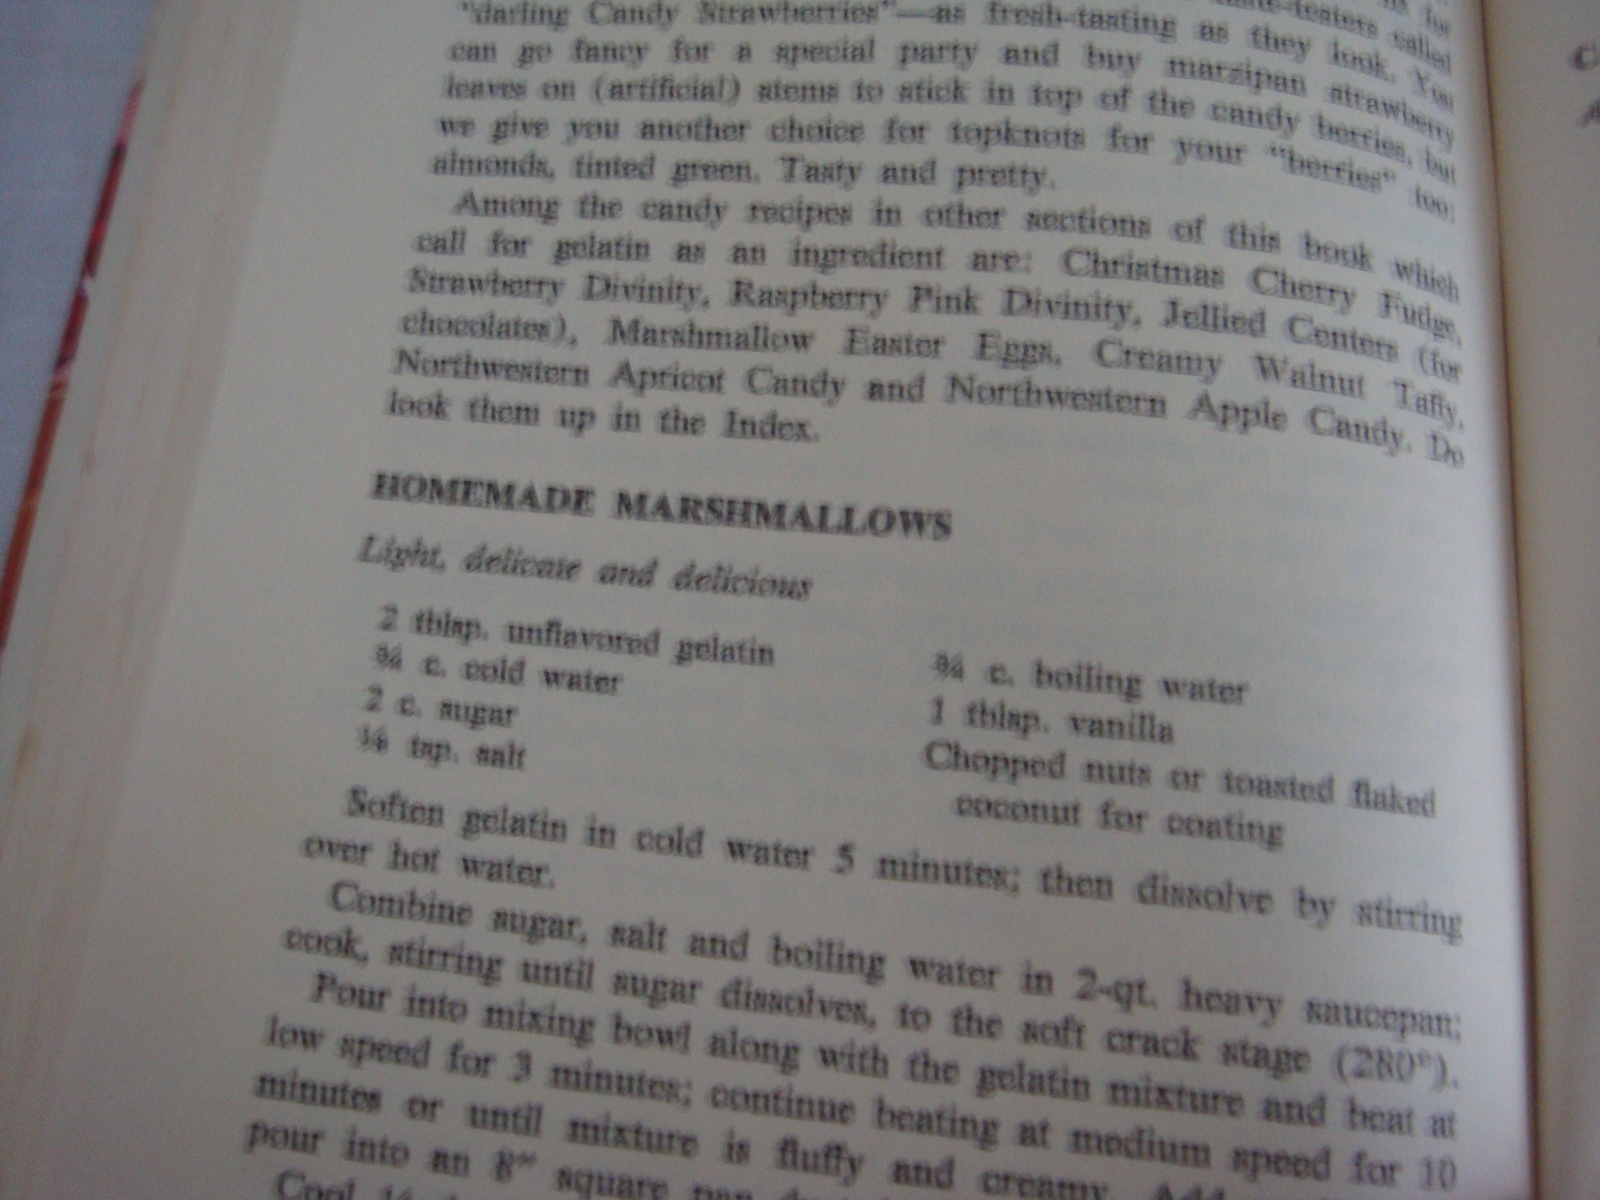 taste-testers called
"darling Candy Strawberries"—as fresh-tasting as they look. You
can go fancy for a special party and buy marzipan strawberry
leaves on (artificial) stems to stick in top of the candy berries, but
we give you another choice for topknots for your "berries" too:
almonds, tinted green. Tasty and pretty.
Among the candy recipes in other sections of this book which
call for gelatin as an ingredient are: Christmas Cherry Fudge,
Strawberry Divinity, Raspberry Pink Divinity, Jellied Centers (for
chocolates), Marshmallow Easter Eggs, Creamy Walnut Taffy,
Northwestern Apricot Candy and Northwestern Apple Candy. Do
look them up in the Index.
HOMEMADE MARSHMALLOWS
Light, delicate and delicious
2 tblsp. unflavored gelatin
¾ c. cold water
2 c. sugar
tsp. salt
¾ c. boiling water
1 tblsp. vanilla
Chopped nuts or toasted flaked
coconut for coating
Soften gelatin in cold water 5 minutes; then dissolve by stirring
over hot water.
Combine sugar, salt and boiling water in 2-qt. heavy saucepan;
cook, stirring until sugar dissolves, to the soft crack stage (280°).
Pour into mixing bowl along with the gelatin mixture and beat at
low speed for 3 minutes; continue beating at medium speed for 10
minutes or until mixture is fluffy and creamy. Add
pour into an 8" square pan
Cool